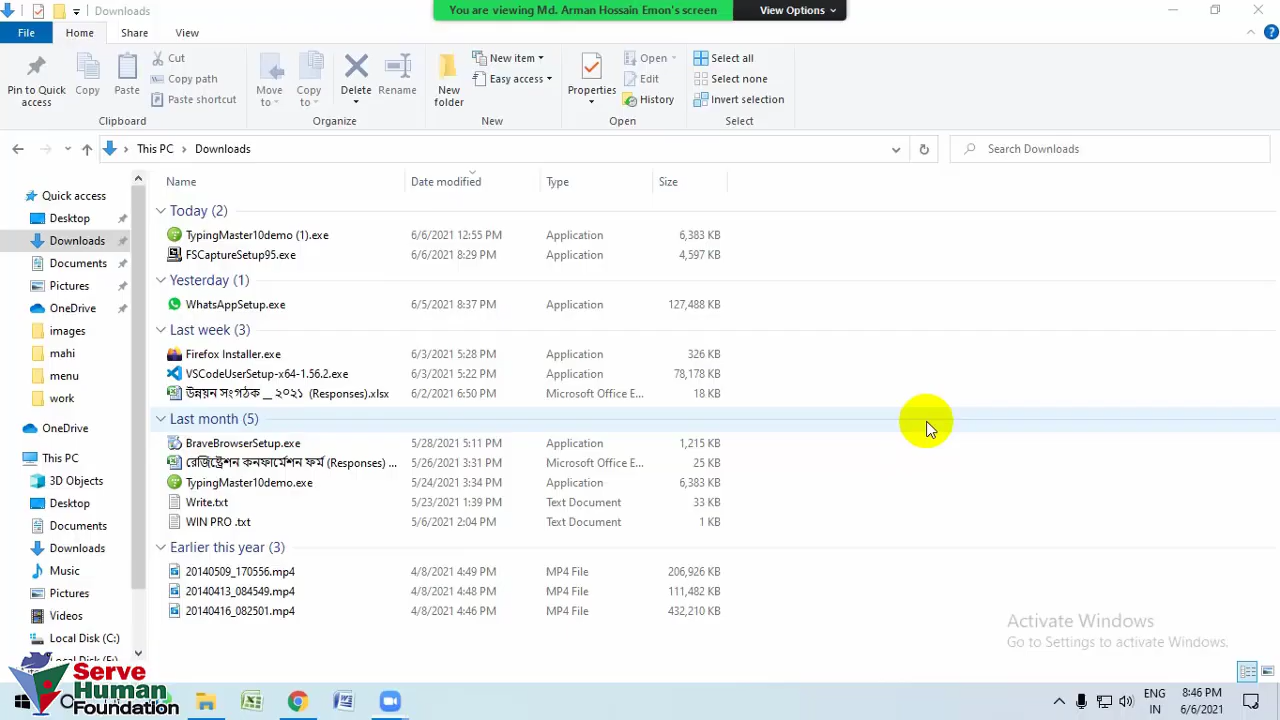 Downloads
You are viewing Md. Arman Hossain Emon's screen
View Options
File Home Share View
Pin to Quick access
Copy
Paste
Cut
Copy path
Paste shortcut
Clipboard
Move to
Copy to
Delete
Rename
Organize
New folder
New item
Easy access
New
Properties
Open
Edit
History
Open
Select all
Select none
Invert selection
Select
This PC > Downloads
Search Downloads
Quick access
Desktop
Downloads
Documents
Pictures
OneDrive
images
mahi
menu
work
OneDrive
This PC
3D Objects
Desktop
Documents
Downloads
Music
Pictures
Videos
Local Disk (C:)
Name Date modified Type Size
Today (2)
TypingMaster10demo (1).exe 6/6/2021 12:55 PM Application 6,383 KB
FSCaptureSetup95.exe 6/6/2021 8:29 PM Application 4,597 KB
Yesterday (1)
WhatsAppSetup.exe 6/5/2021 8:37 PM Application 127,488 KB
Last week (3)
Firefox Installer.exe 6/3/2021 5:28 PM Application 326 KB
VSCodeUserSetup-x64-1.56.2.exe 6/3/2021 5:22 PM Application 78,178 KB
উন্নয়ন সংগঠক _ ২০২১ (Responses).xlsx 6/2/2021 6:50 PM Microsoft Office E... 18 KB
Last month (5)
BraveBrowserSetup.exe 5/28/2021 5:11 PM Application 1,215 KB
রেজিস্ট্রেশন কনফার্মেশন ফর্ম (Responses) ... 5/26/2021 3:31 PM Microsoft Office E... 25 KB
TypingMaster10demo.exe 5/24/2021 3:34 PM Application 6,383 KB
Write.txt 5/23/2021 1:39 PM Text Document 33 KB
WIN PRO .txt 5/6/2021 2:04 PM Text Document 1 KB
Earlier this year (3)
20140509_170556.mp4 4/8/2021 4:49 PM MP4 File 206,926 KB
20140413_084549.mp4 4/8/2021 4:48 PM MP4 File 111,482 KB
20140416_082501.mp4 4/8/2021 4:46 PM MP4 File 432,210 KB
Activate Windows
Go to Settings to activate Windows.
Serve
Human
Foundation
ENG
IN
8:46 PM
6/6/2021